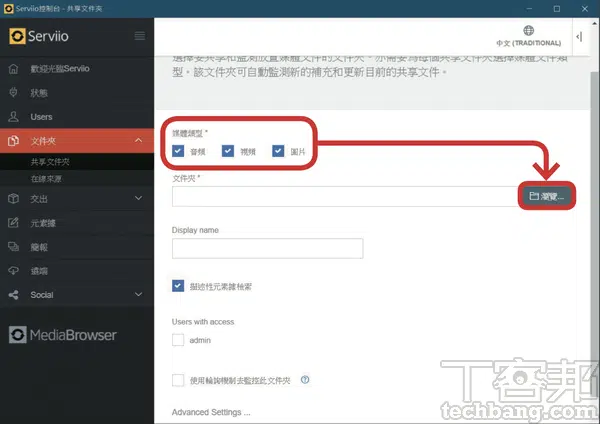 Serviio控制台 - 共享文件夾
Serviio
中文 (TRADITIONAL)
歡迎光臨Serviio
狀態
Users
文件夾
共享文件夾
在線來源
交出
元素據
簡報
遠端
Social
MediaBrowser
選擇要共享和監測放置媒體文件的文件夾。亦需要為每個共享文件夾選擇媒體文件類
型。該文件夾可自動監測新的補充和更新目前的共享文件。
媒體類型 *
音頻
視頻
圖片
文件夾 *
瀏覽...
Display name
描述性元素據檢索
Users with access
admin
使用輪詢機制去監控此文件夾
Advanced Settings ...
T客邦
techbang.com